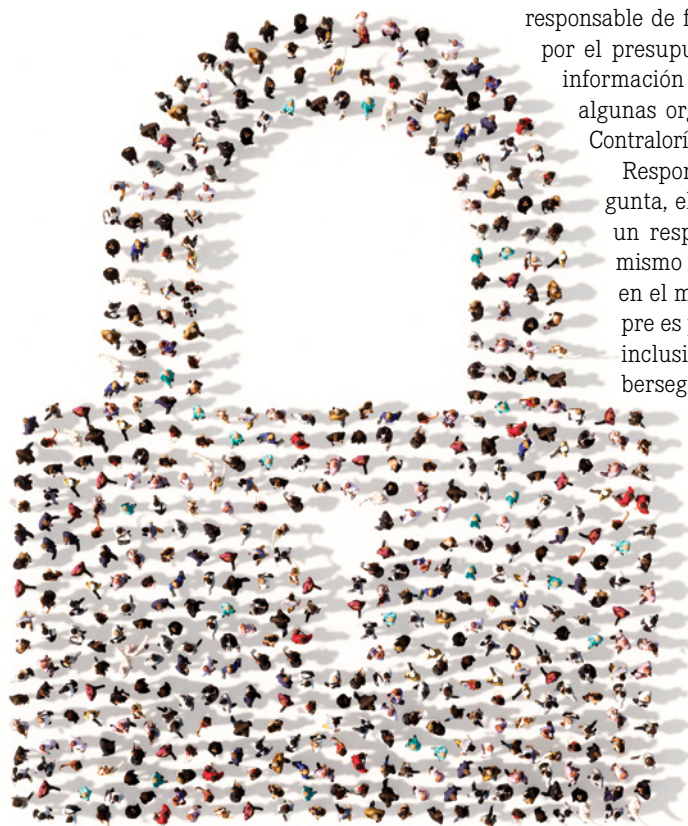 responsable de f
por el presupu
información
algunas org
Contralorí
Respon
gunta, el
un resp
mismo
en el m
pre es
inclusi
berseg